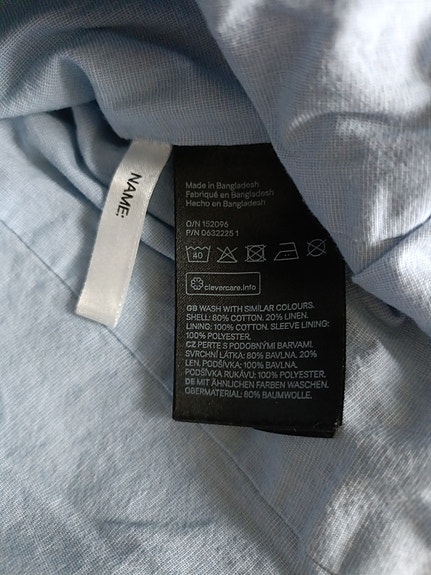 NAME:
Made in Bangladesh
Fabriqué en Bangladesh
Hecho en Bangladesh
O/N 152096
P/N 0632225 1
40
clevercare.info
GB WASH WITH SIMILAR COLOURS.
SHELL: 80% COTTON. 20% LINEN.
LINING: 100% COTTON. SLEEVE LINING:
100% POLYESTER.
CZ PERTE S PODOBNÝMI BARVAMI.
SVRCHNÍ LÁTKA: 80% BAVLNA. 20%
LEN. PODŠÍVKA: 100% BAVLNA.
PODŠÍVKA RUKÁVU: 100% POLYESTER.
DE MIT ÄHNLICHEN FARBEN WASCHEN.
OBERMATERIAL: 80% BAUMWOLLE.